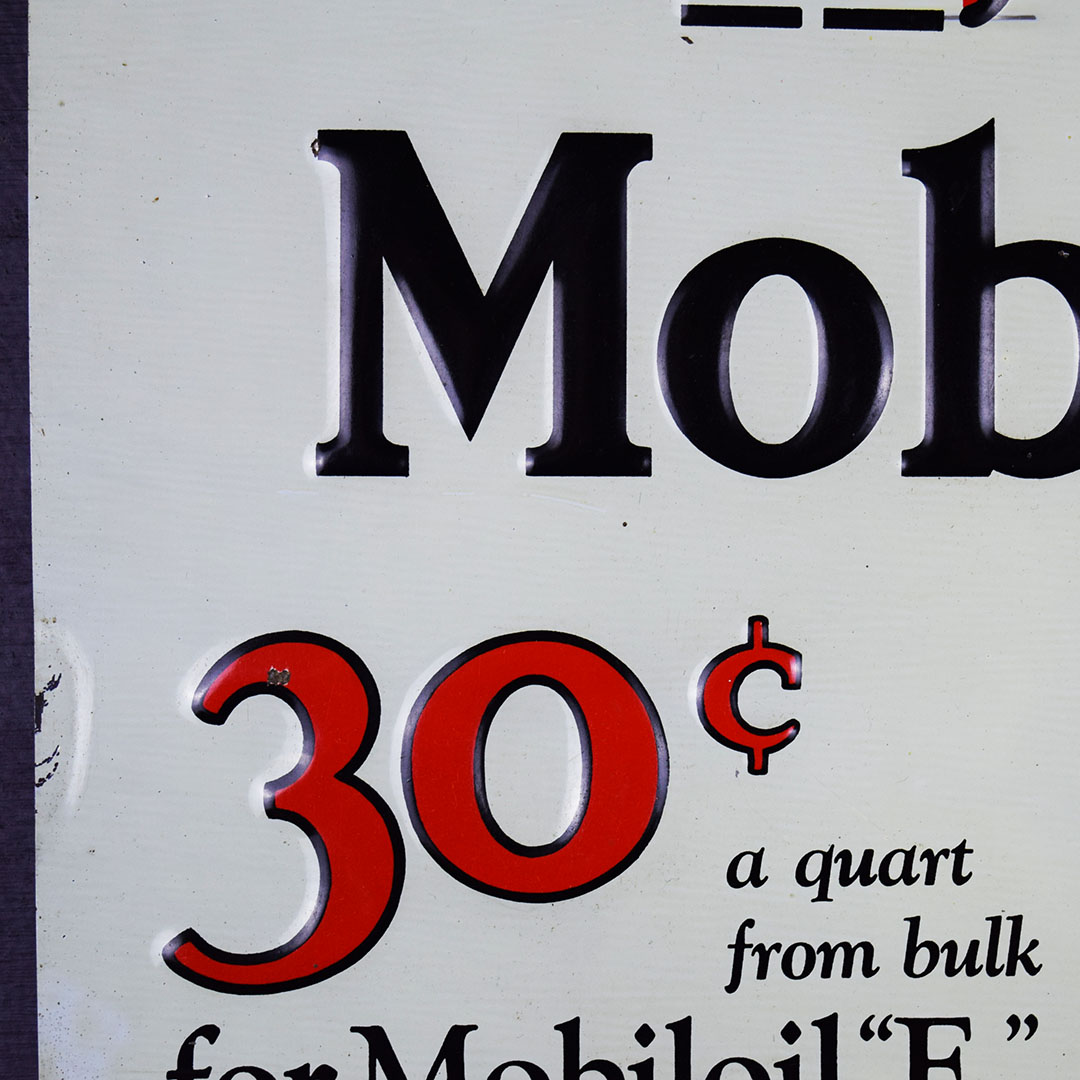 Mob
30¢
a quart
from bulk
for Mobiloil “E”